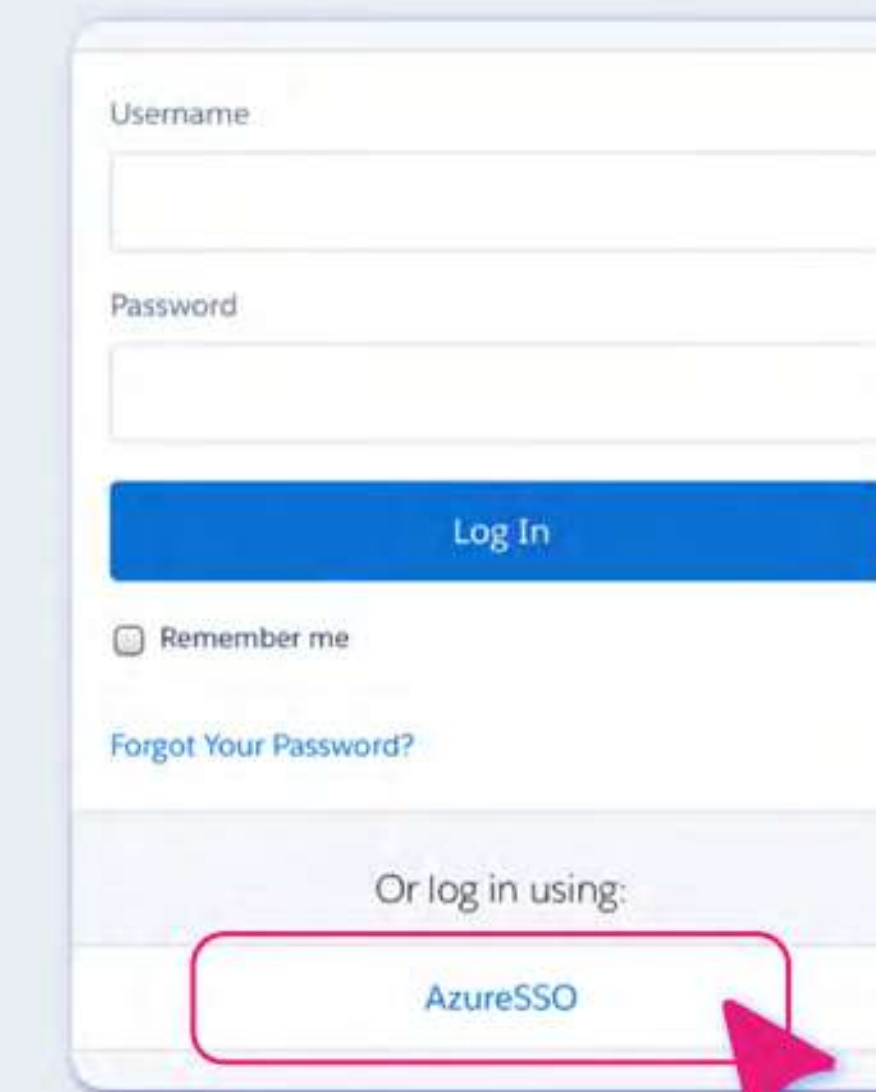 Username
Password
Log In
Remember me
Forgot Your Password?
Or log in using:
AzureSSO